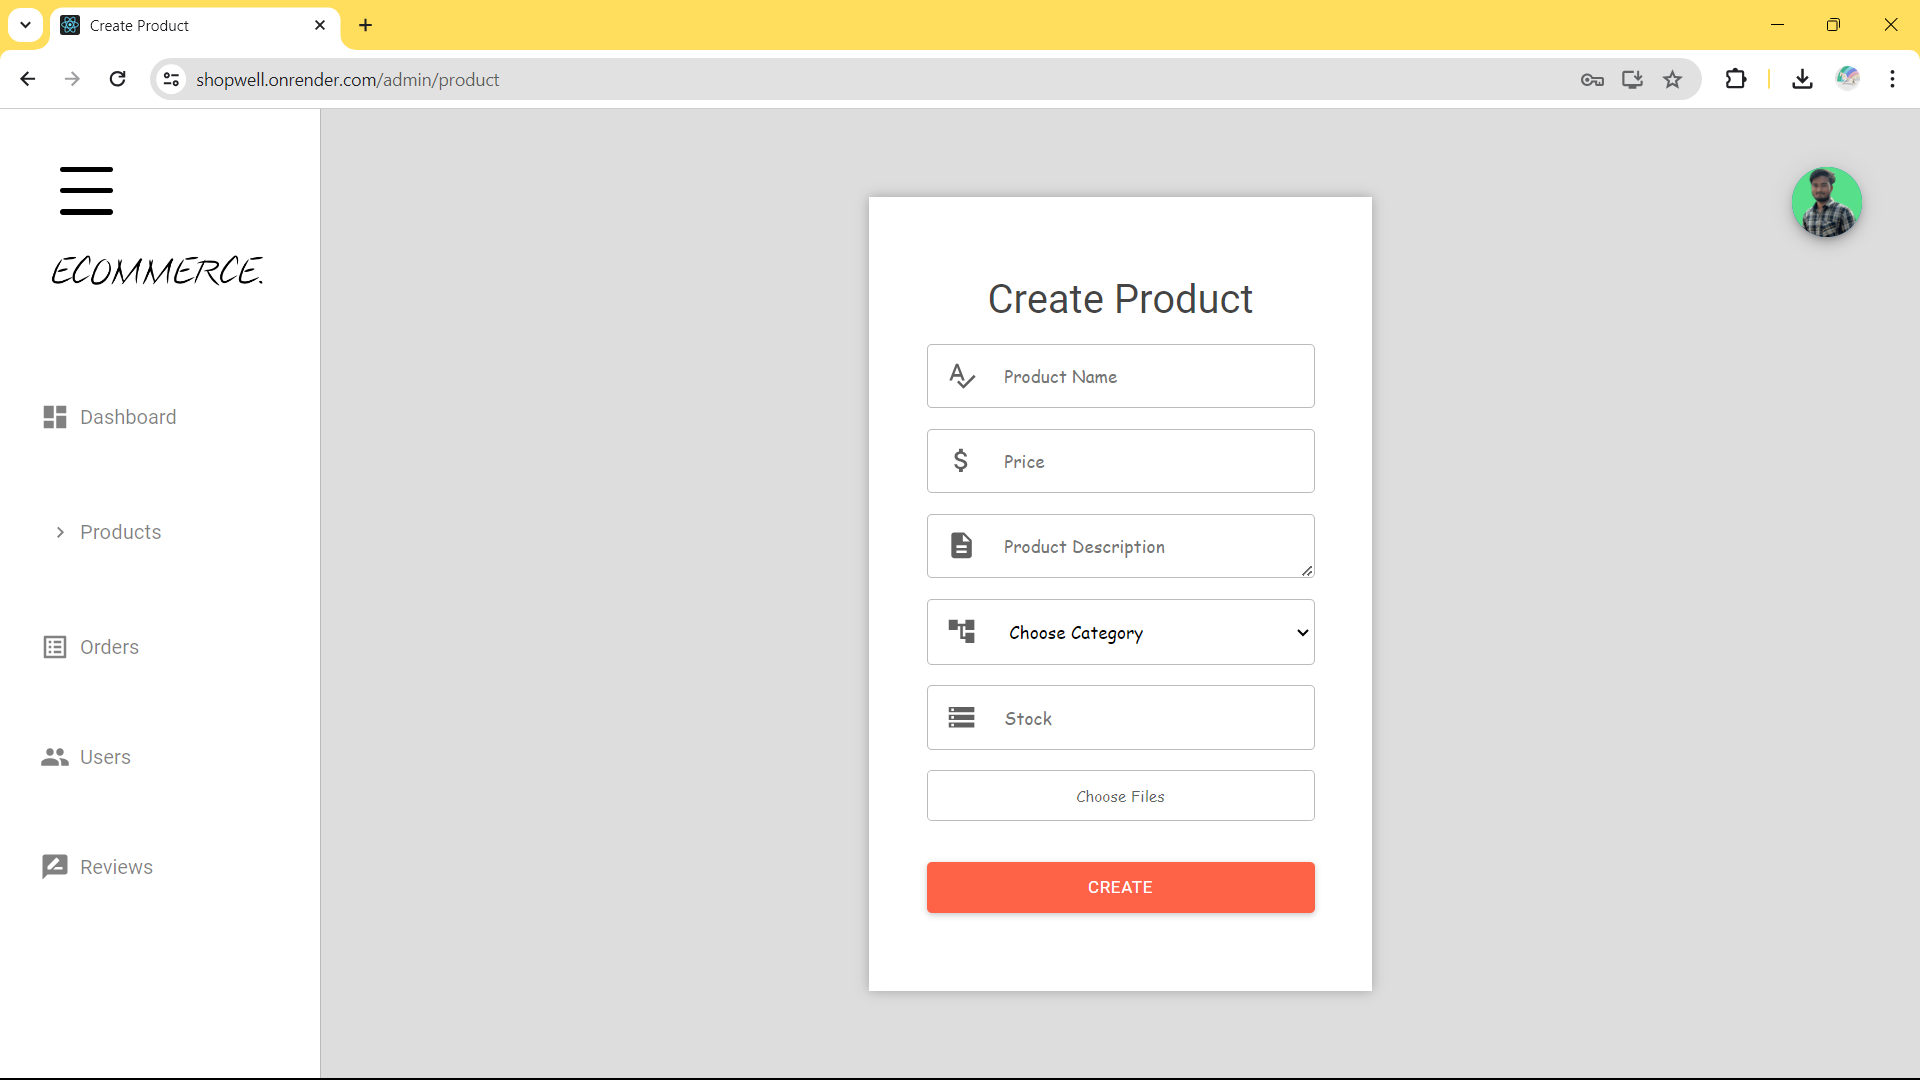 Create Product
shopwell.onrender.com/admin/product
ECOMMERCE.
Dashboard
Products
Orders
Users
Reviews
Create Product
Product Name
Price
Product Description
Choose Category
Stock
Choose Files
CREATE